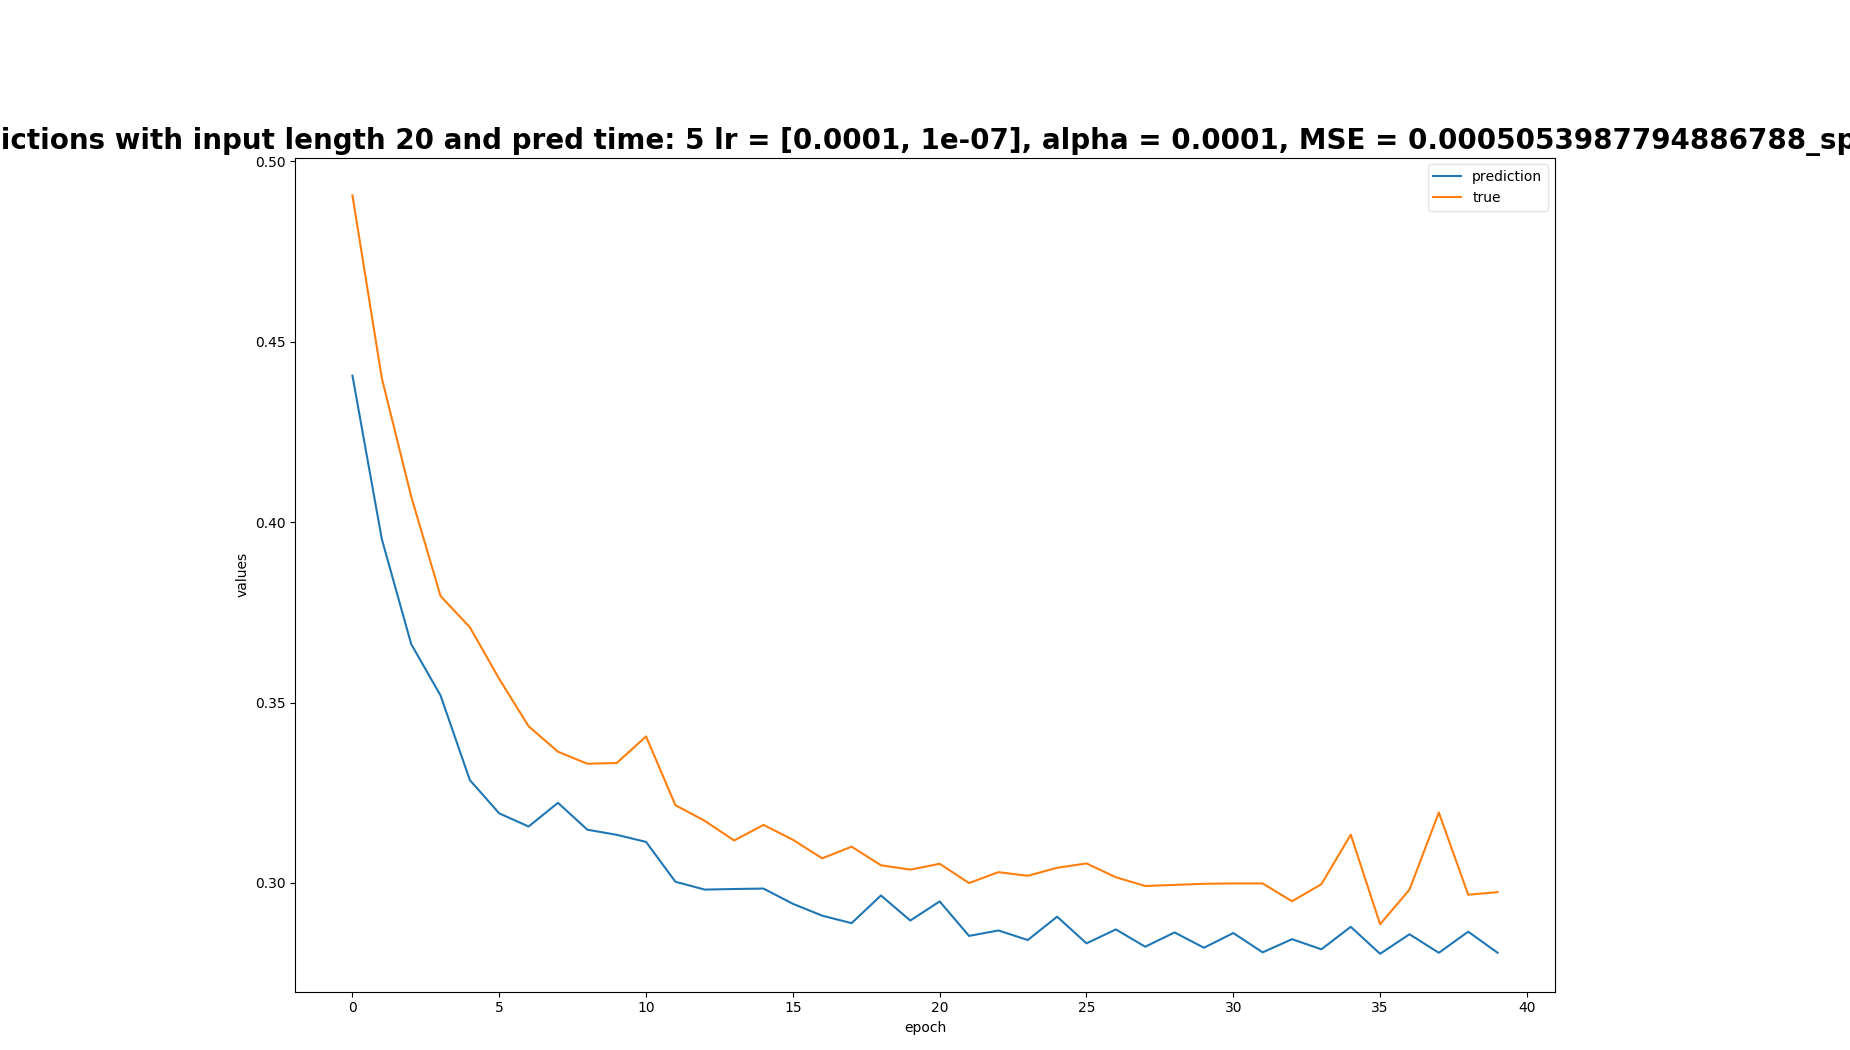 ictions with input length 20 and pred time: 5 lr = [0.0001, 1e-07], alpha = 0.0001, MSE = 0.0005053987794886788_sp
prediction
true
0.50
0.45
0.40
0.35
0.30
values
0
5
10
15
20
25
30
35
40
epoch